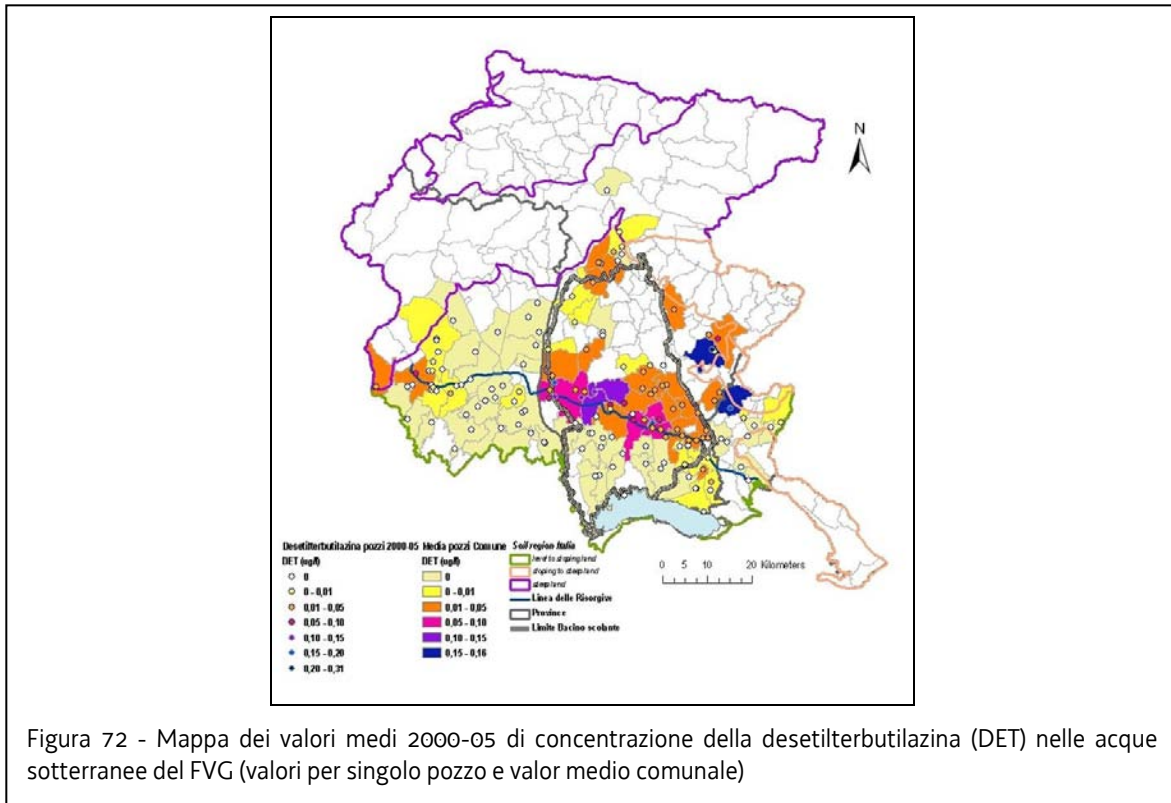 N
Desetilterbutilazina pozzi 2000-05
DET (ug/l)
0
0 - 0,01
0,01 - 0,05
0,05 - 0,10
0,10 - 0,15
0,15 - 0,20
0,20 - 0,31
Media pozzi Comune
DET (ug/l)
0
0 - 0,01
0,01 - 0,05
0,05 - 0,10
0,10 - 0,15
0,15 - 0,16
Soil region Italia
level to sloping land
sloping to steep land
steep land
Linea delle Risorgive
Province
Limite Bacino scolante
0 5 10 20 Kilometers
Figura 72 - Mappa dei valori medi 2000-05 di concentrazione della desetilterbutilazina (DET) nelle acque
sotterranee del FVG (valori per singolo pozzo e valor medio comunale)